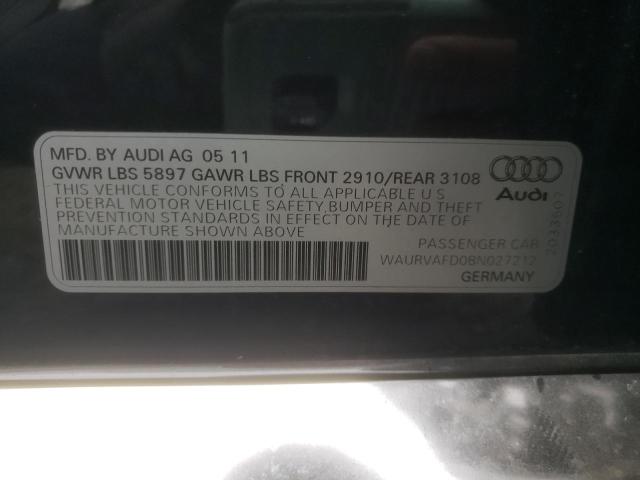 MFD. BY AUDI AG 05 11
GVWR LBS 5897 GAWR LBS FRONT 2910/REAR 3108
THIS VEHICLE CONFORMS TO ALL APPLICABLE U S
FEDERAL MOTOR VEHICLE SAFETY,BUMPER AND THEFT
PREVENTION STANDARDS IN EFFECT ON THE DATE OF
MANUFACTURE SHOWN ABOVE
Audi
PASSENGER CAR
WAURVAFD0BN027212
GERMANY
2033607